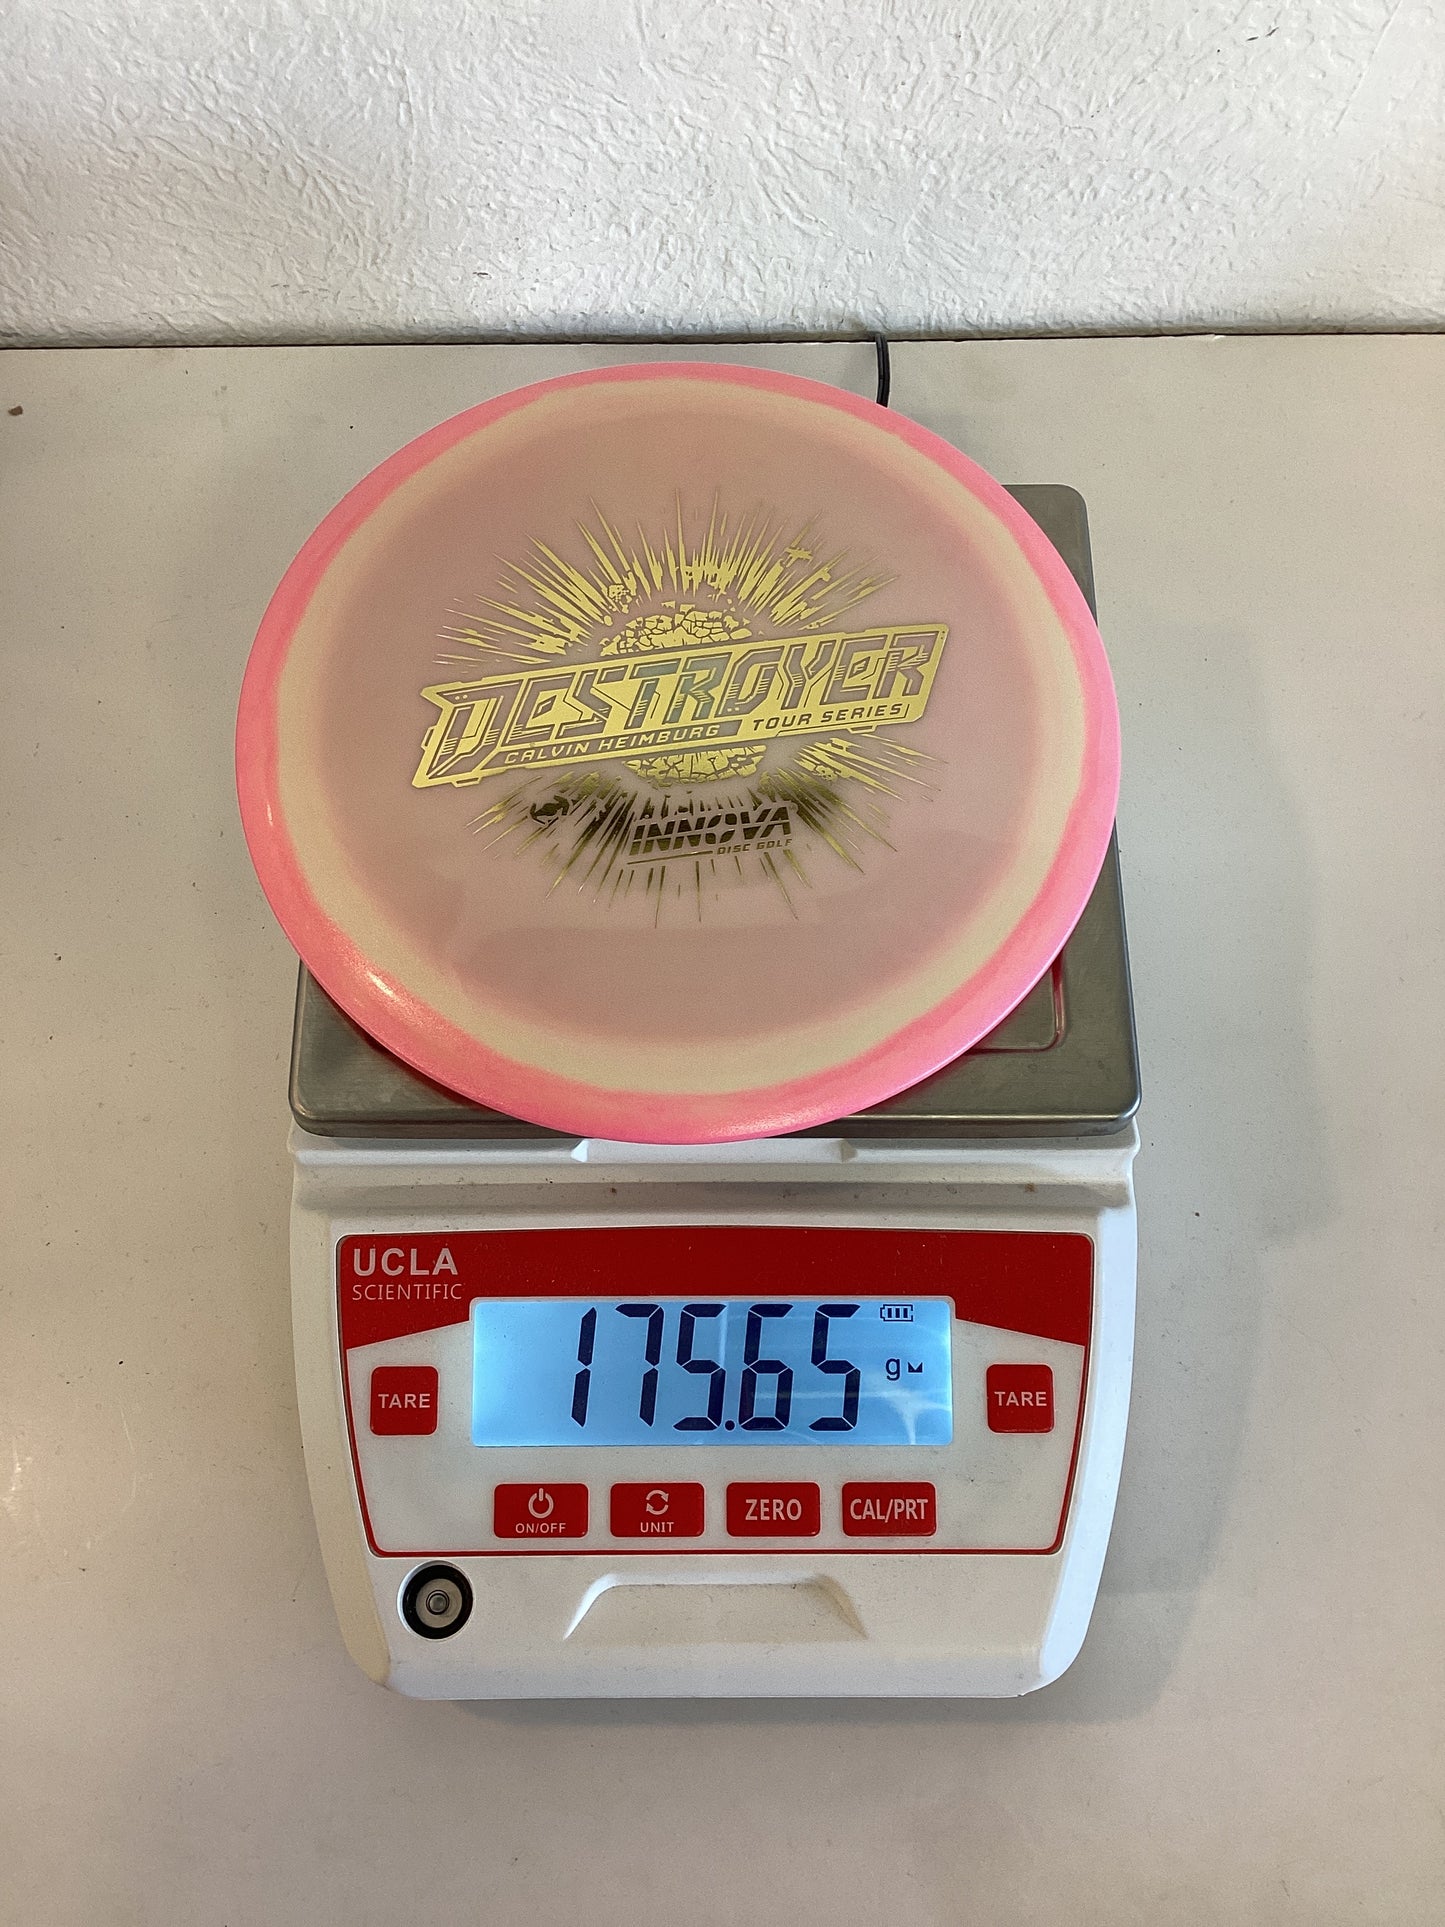 DESTROYER
CALVIN HEIMBURG TOUR SERIES
INNOVA
DISC GOLF
UCLA
SCIENTIFIC
175.65
g
TARE
TARE
ON/OFF
UNIT
ZERO
CAL/PRT